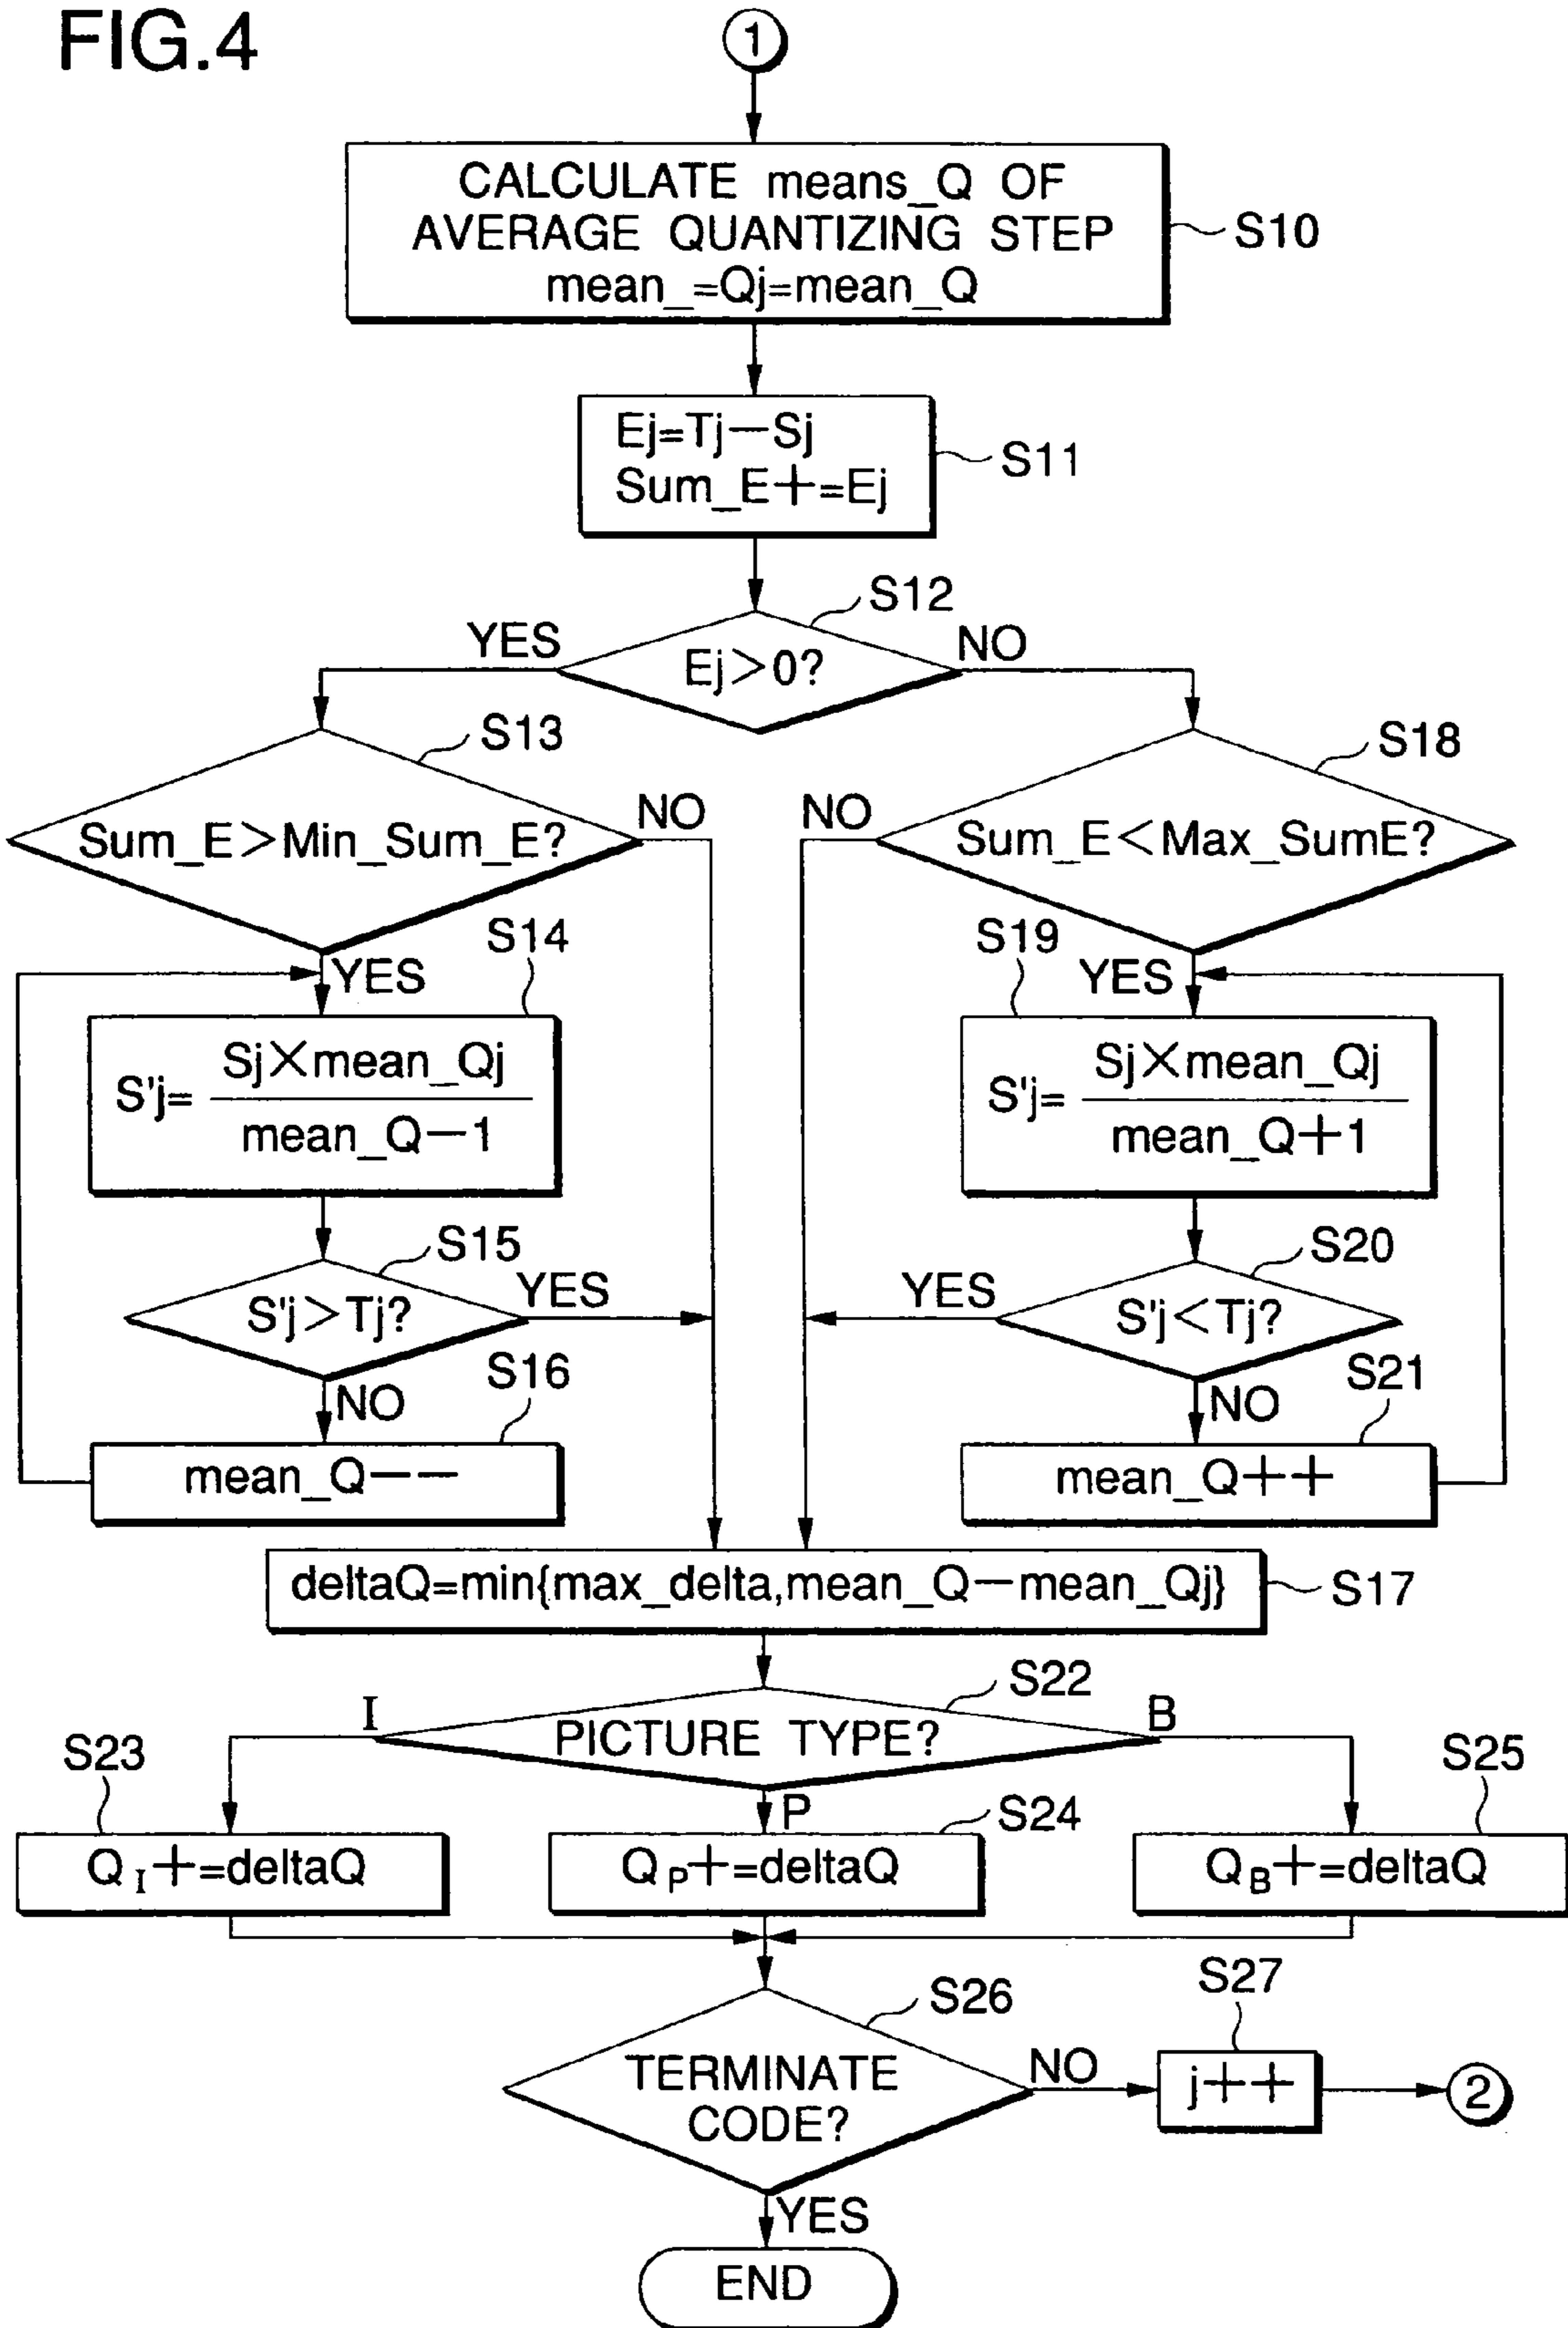 FIG.4
1
CALCULATE means_Q OF
AVERAGE QUANTIZING STEP
mean_=Qj=mean_Q
S10
Ej=Tj−Sj
Sum_E+=Ej
S11
S12
YES
Ej>0?
NO
S13
Sum_E>Min_Sum_E?
NO
S18
NO
Sum_E<Max_SumE?
S14
YES
S'j= Sj×mean_Qj
mean_Q−1
S19
YES
S'j= Sj×mean_Qj
mean_Q+1
S15
S'j>Tj?
YES
S20
YES
S'j<Tj?
S16
NO
mean_Q−−
S21
NO
mean_Q++
deltaQ=min{max_delta,mean_Q−mean_Qj}
S17
S22
I
PICTURE TYPE?
B
P
S23
QI+=deltaQ
S24
QP+=deltaQ
S25
QB+=deltaQ
S26
TERMINATE
CODE?
NO
S27
j++
2
YES
END